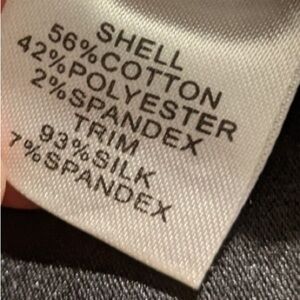 SHELL
56%COTTON
42%POLYESTER
2%SPANDEX
TRIM
93%SILK
7%SPANDEX